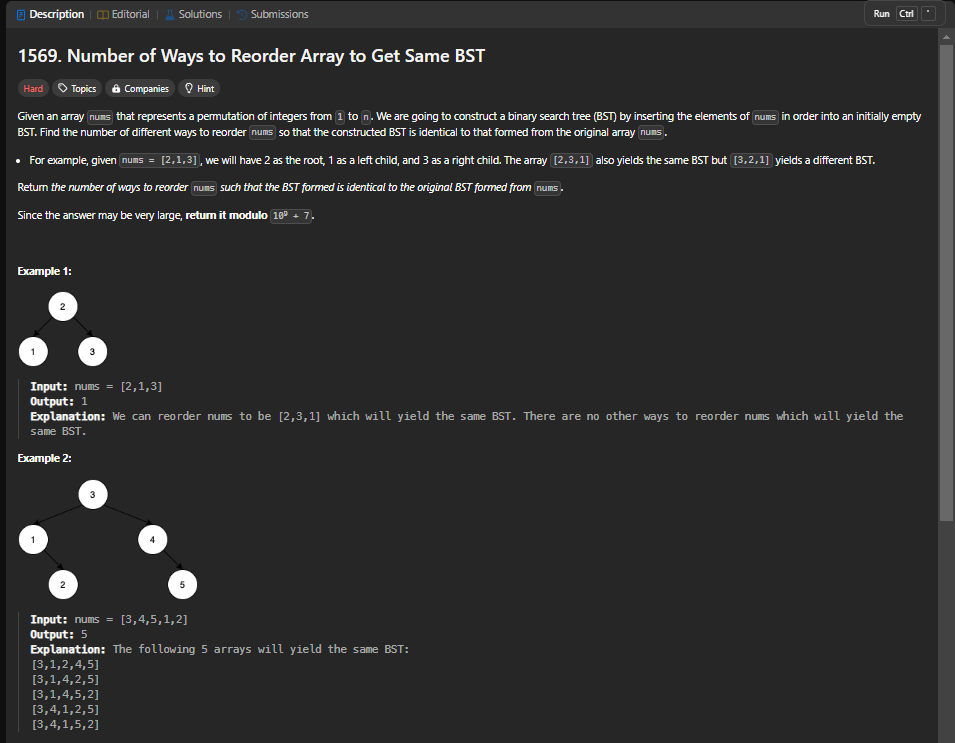 Description | Editorial | Solutions | Submissions Run Ctrl '
1569. Number of Ways to Reorder Array to Get Same BST
Hard Topics Companies Hint
Given an array nums that represents a permutation of integers from 1 to n. We are going to construct a binary search tree (BST) by inserting the elements of nums in order into an initially empty
BST. Find the number of different ways to reorder nums so that the constructed BST is identical to that formed from the original array nums.
• For example, given nums = [2,1,3], we will have 2 as the root, 1 as a left child, and 3 as a right child. The array [2,3,1] also yields the same BST but [3,2,1] yields a different BST.
Return the number of ways to reorder nums such that the BST formed is identical to the original BST formed from nums.
Since the answer may be very large, return it modulo 10⁹ + 7.
Example 1:
2
1 3
Input: nums = [2,1,3]
Output: 1
Explanation: We can reorder nums to be [2,3,1] which will yield the same BST. There are no other ways to reorder nums which will yield the
same BST.
Example 2:
3
1 4
2 5
Input: nums = [3,4,5,1,2]
Output: 5
Explanation: The following 5 arrays will yield the same BST:
[3,1,2,4,5]
[3,1,4,2,5]
[3,1,4,5,2]
[3,4,1,2,5]
[3,4,1,5,2]